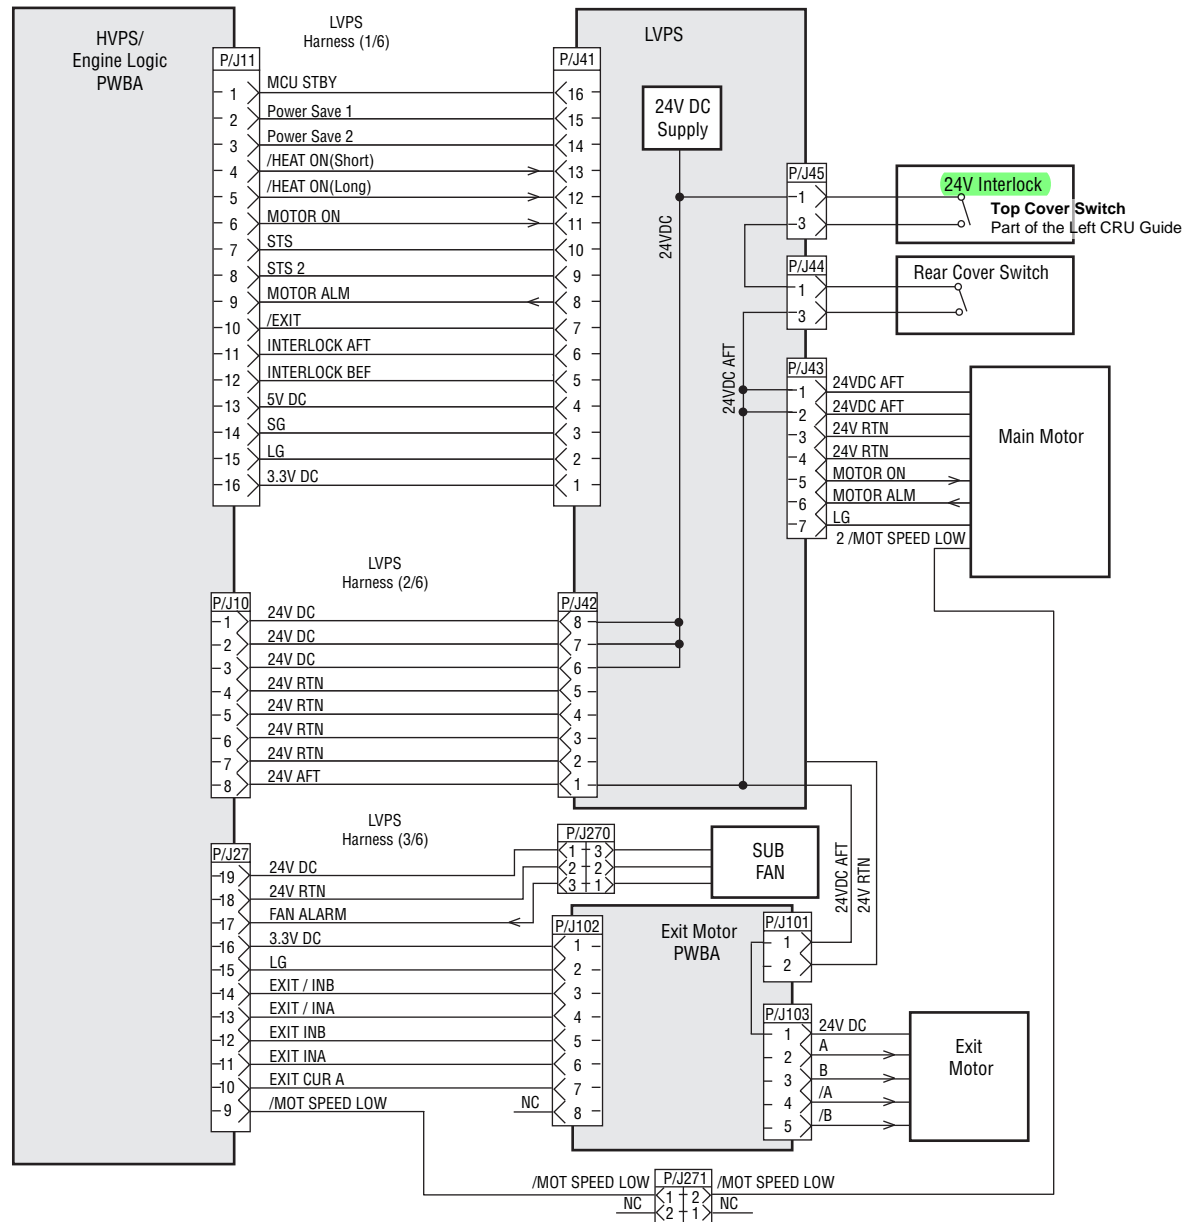 HVPS/
Engine Logic
PWBA
LVPS
Harness (1/6)
LVPS
P/J11
P/J41
1 MCU STBY 16
2 Power Save 1 15
3 Power Save 2 14
4 /HEAT ON(Short) 13
5 /HEAT ON(Long) 12
6 MOTOR ON 11
7 STS 10
8 STS 2 9
9 MOTOR ALM 8
10 /EXIT 7
11 INTERLOCK AFT 6
12 INTERLOCK BEF 5
13 5V DC 4
14 SG 3
15 LG 2
16 3.3V DC 1
24V DC
Supply
24VDC
24VDC AFT
P/J45
1
3
24V Interlock
Top Cover Switch
Part of the Left CRU Guide
P/J44
1
3
Rear Cover Switch
P/J43
1 24VDC AFT
2 24VDC AFT
3 24V RTN
4 24V RTN
5 MOTOR ON
6 MOTOR ALM
7 LG
2 /MOT SPEED LOW
Main Motor
LVPS
Harness (2/6)
P/J10
P/J42
1 24V DC 8
2 24V DC 7
3 24V DC 6
4 24V RTN 5
5 24V RTN 4
6 24V RTN 3
7 24V RTN 2
8 24V AFT 1
LVPS
Harness (3/6)
P/J27
19 24V DC
18 24V RTN
17 FAN ALARM
16 3.3V DC
15 LG
14 EXIT / INB
13 EXIT / INA
12 EXIT INB
11 EXIT INA
10 EXIT CUR A
9 /MOT SPEED LOW
P/J270
1 3
2 2
3 1
SUB
FAN
24VDC AFT
24V RTN
P/J102
1
2
3
4
5
6
7
NC 8
Exit Motor
PWBA
P/J101
1
2
P/J103
1 24V DC
2 A
3 B
4 /A
5 /B
Exit
Motor
P/J271
/MOT SPEED LOW 1 2 /MOT SPEED LOW
NC 2 1 NC